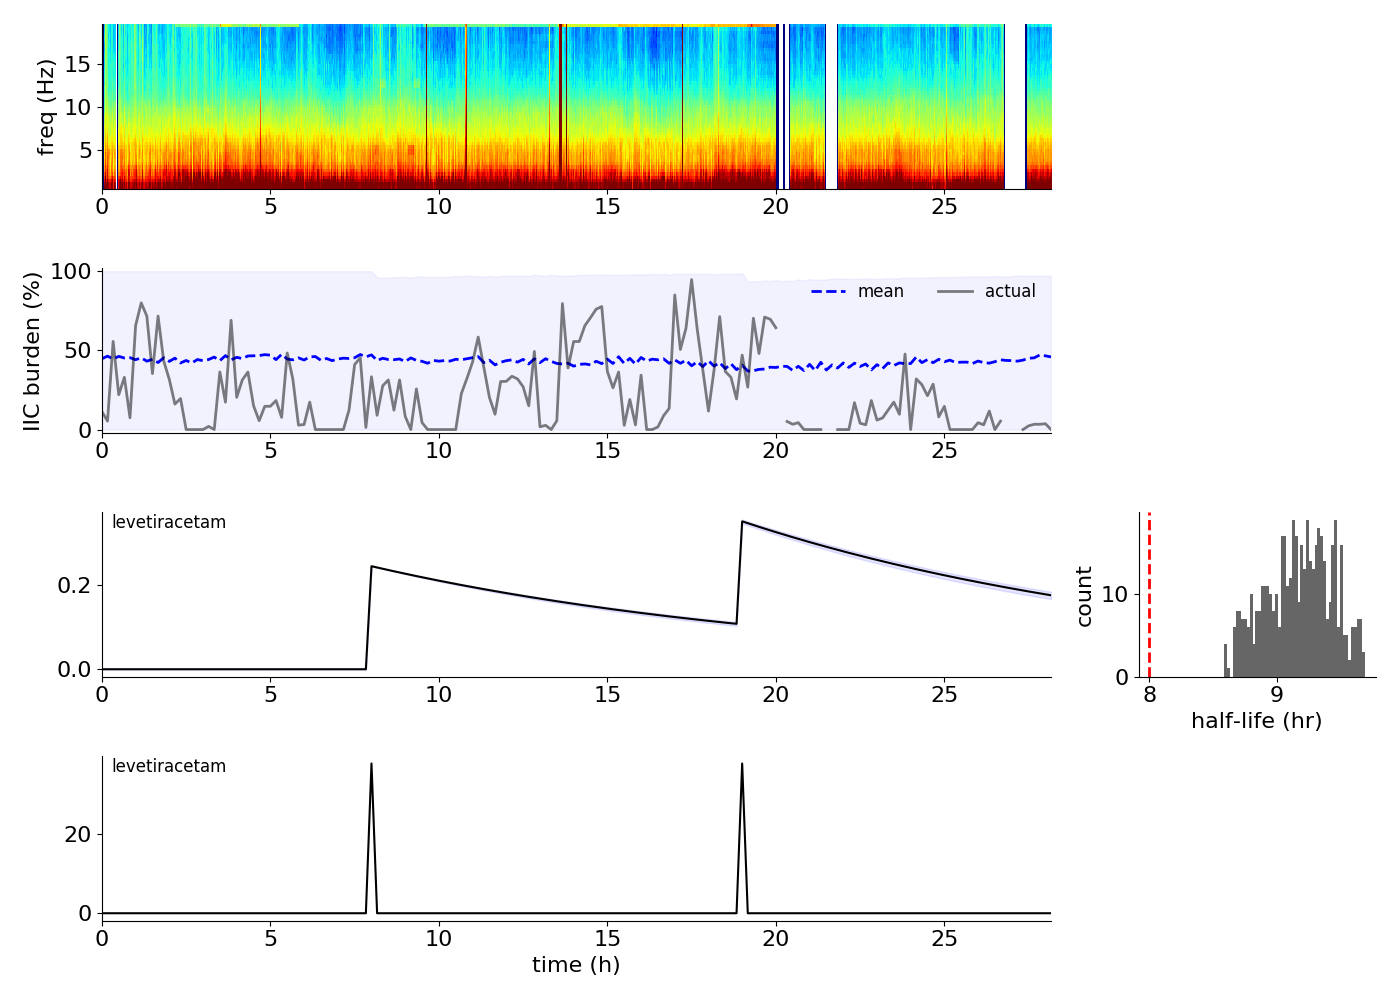 freq (Hz)
15
10
5
0 5 10 15 20 25
IIC burden (%)
100
50
0
mean actual
0 5 10 15 20 25
levetiracetam
0.2
0.0
0 5 10 15 20 25
count
10
0
8 9
half-life (hr)
levetiracetam
20
0
0 5 10 15 20 25
time (h)